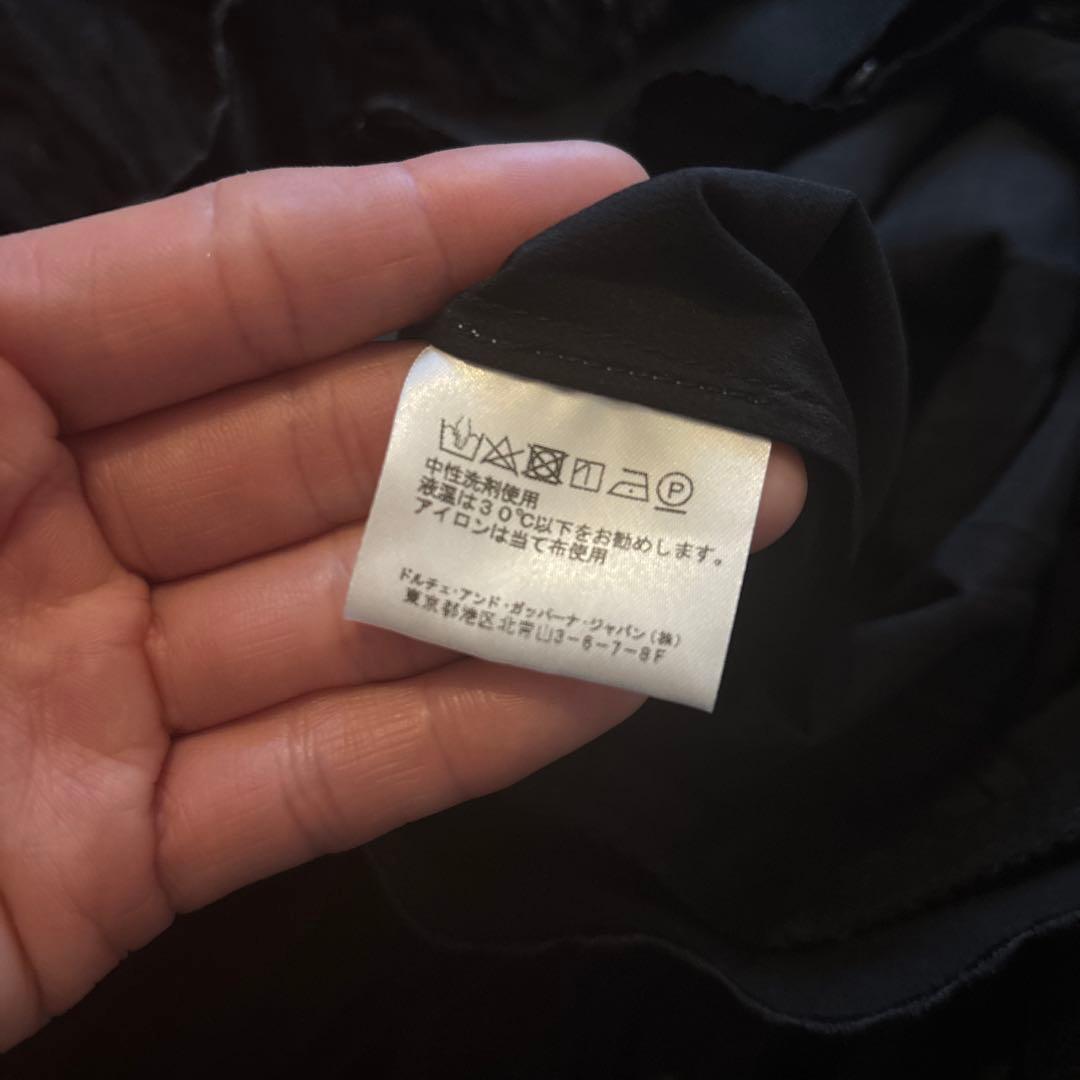 P
中性洗剤使用
液温は30℃以下をお勧めします。
アイロンは当て布使用
ドルチェ・アンド・ガッバーナ・ジャパン(株)
東京都港区北青山3-6-7-8F